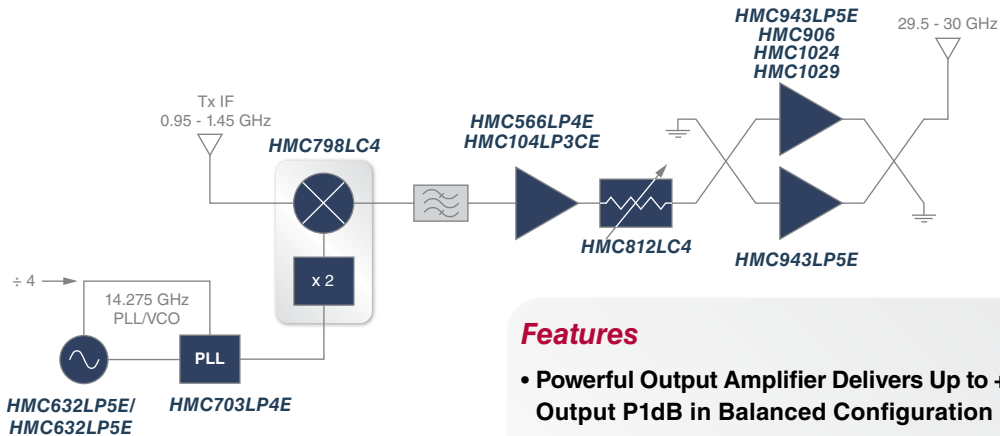 HMC943LP5E
HMC906
HMC1024
HMC1029
29.5 - 30 GHz
Tx IF
0.95 - 1.45 GHz
HMC798LC4
HMC566LP4E
HMC104LP3CE
HMC812LC4
HMC943LP5E
x 2
÷ 4
14.275 GHz
PLL/VCO
PLL
HMC632LP5E/
HMC632LP5E
HMC703LP4E
Features
• Powerful Output Amplifier Delivers Up to
Output P1dB in Balanced Configuration